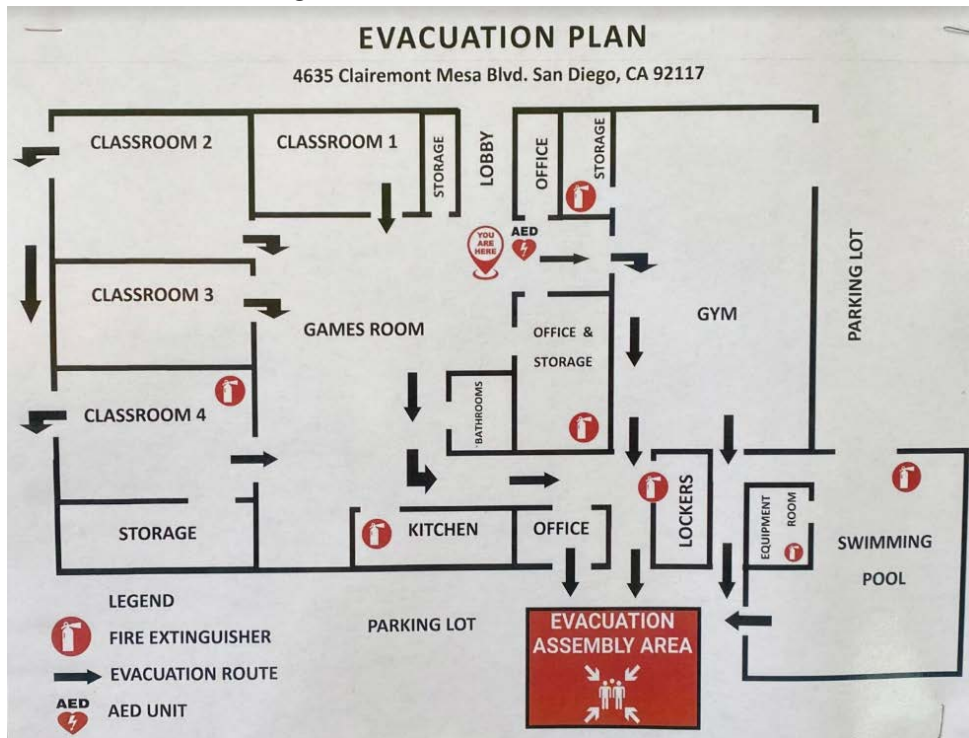 EVACUATION PLAN
4635 Clairemont Mesa Blvd. San Diego, CA 92117
CLASSROOM 2
CLASSROOM 1
STORAGE
LOBBY
OFFICE
STORAGE
YOU
ARE
HERE
AED
CLASSROOM 3
GAMES ROOM
OFFICE &
STORAGE
GYM
PARKING LOT
CLASSROOM 4
BATHROOMS
STORAGE
KITCHEN
OFFICE
LOCKERS
EQUIPMENT
ROOM
SWIMMING
POOL
LEGEND
FIRE EXTINGUISHER
EVACUATION ROUTE
AED
AED UNIT
PARKING LOT
EVACUATION
ASSEMBLY AREA